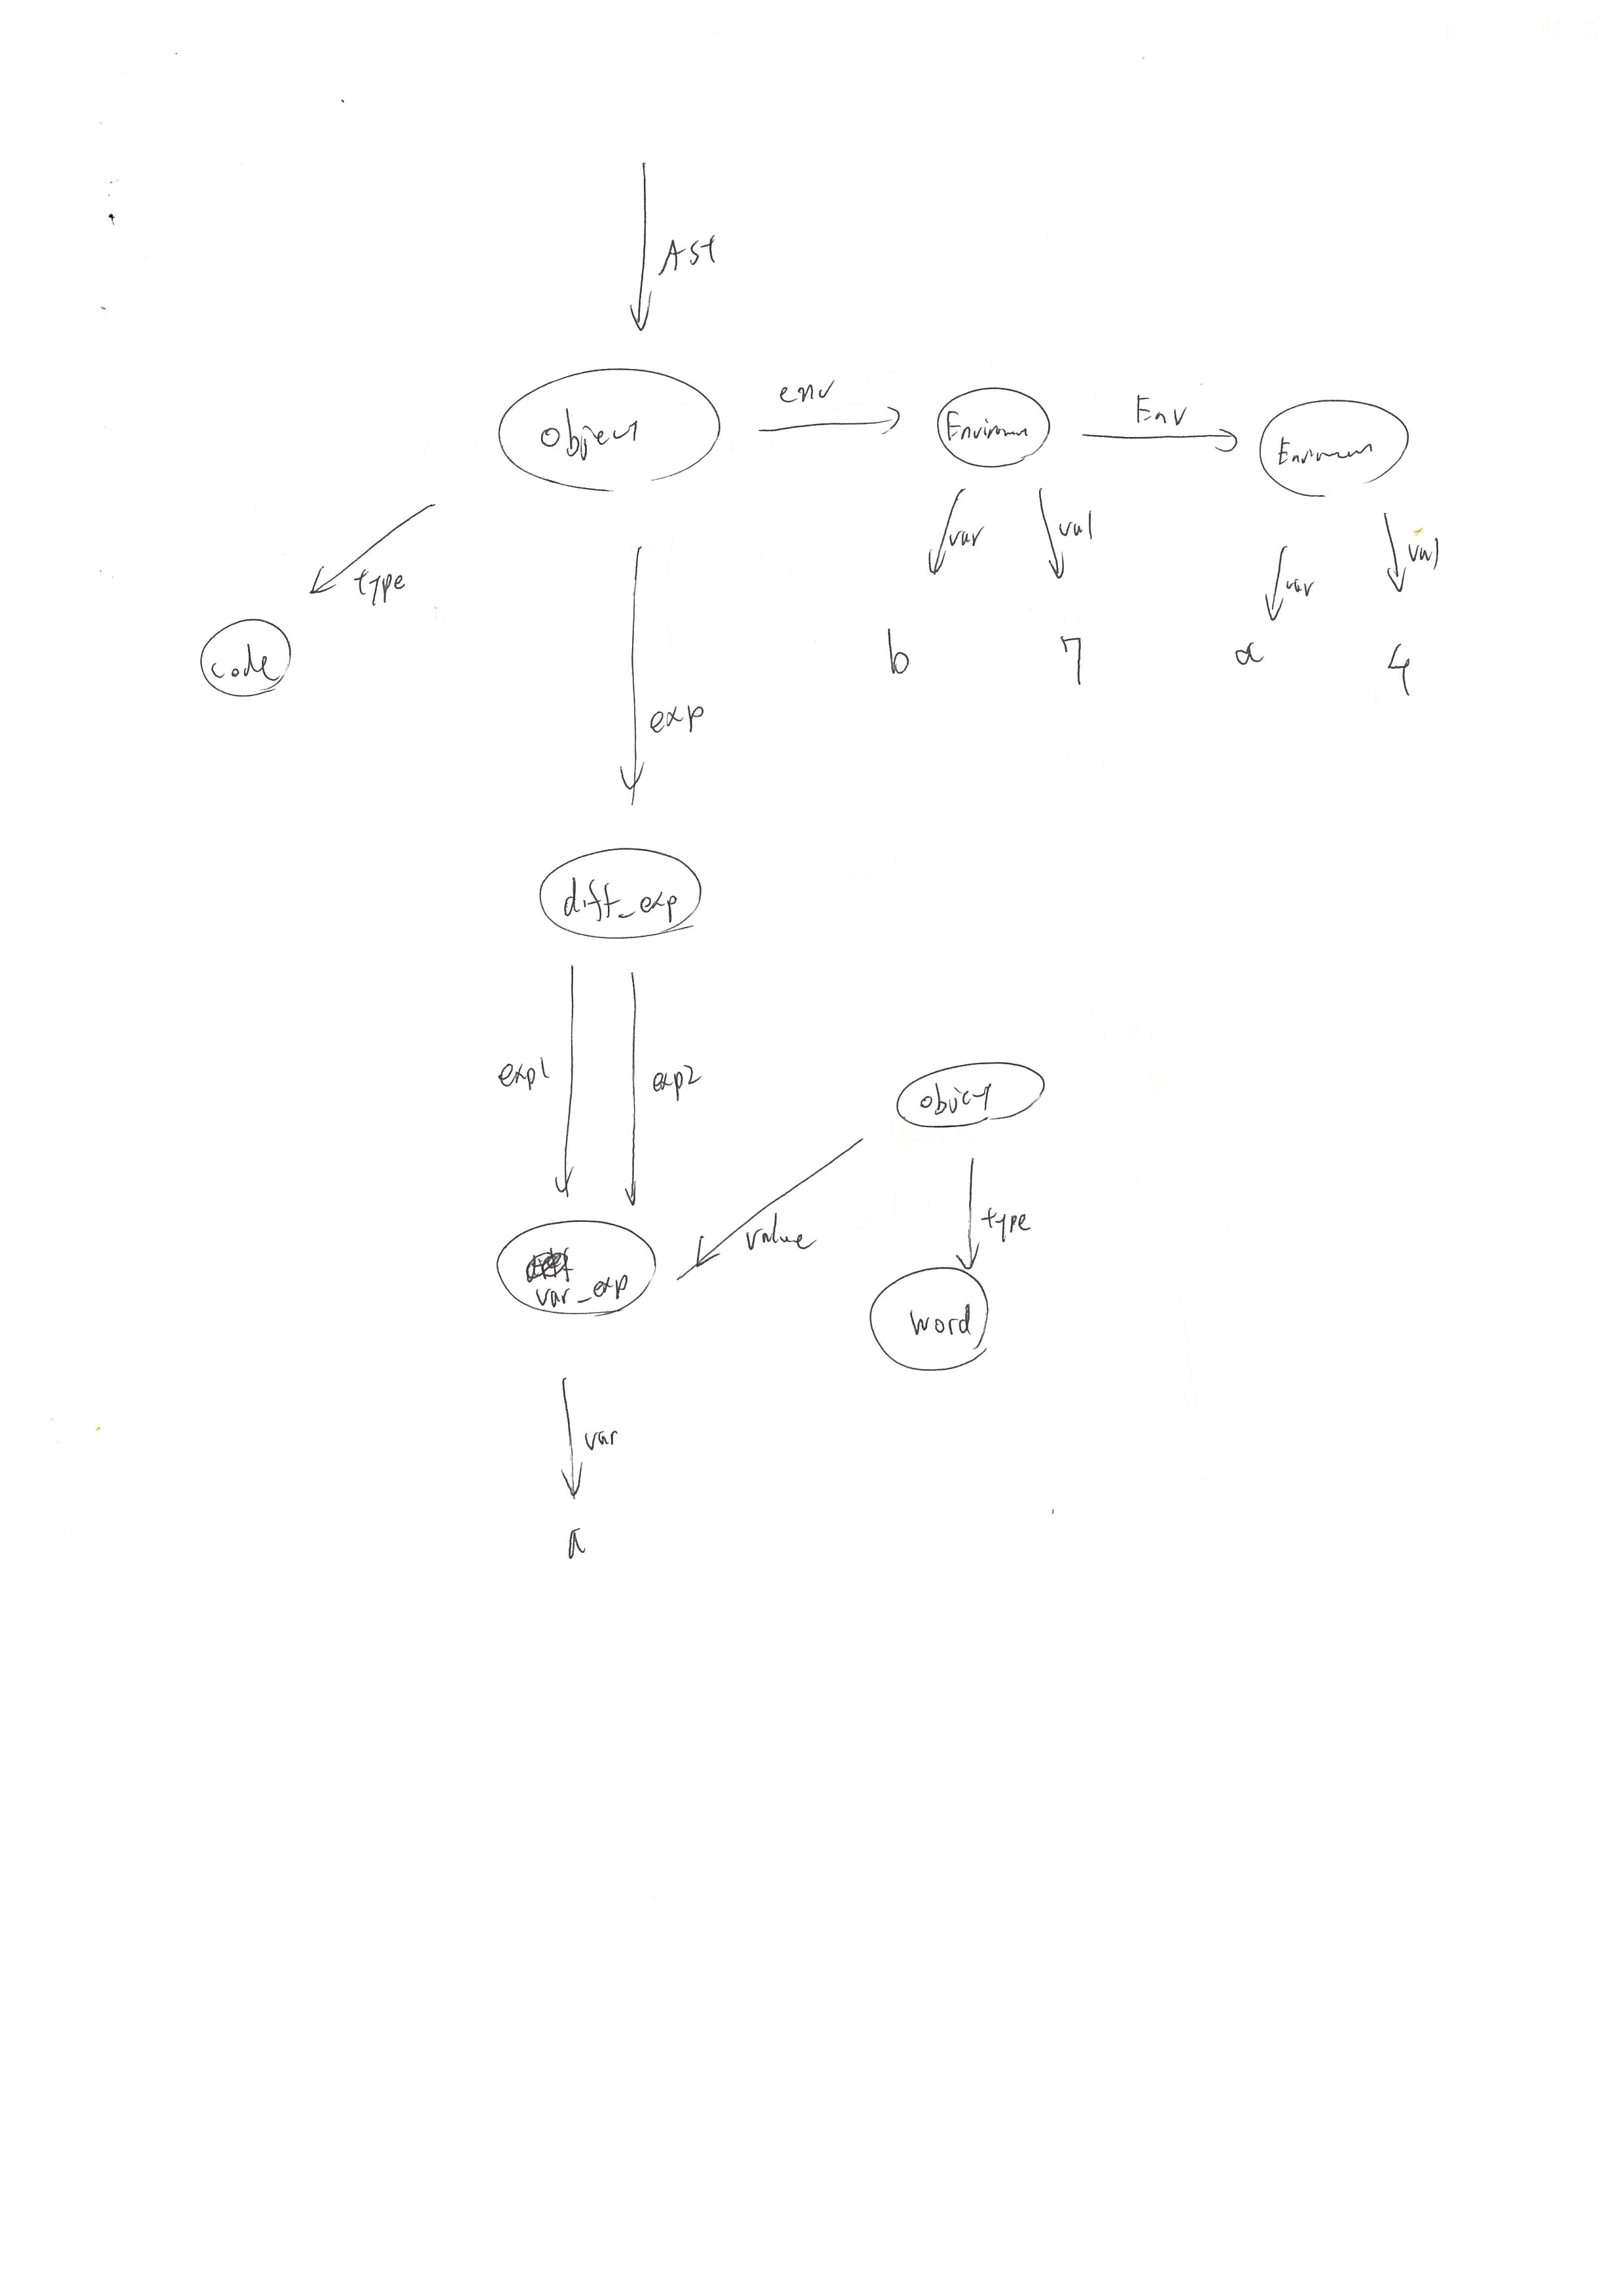 Ast
env
Env
object
Environmen
Environmen
var
val
var
val
type
code
b
7
a
4
exp
diff_exp
exp1
exp2
object
value
type
var_exp
word
var
a